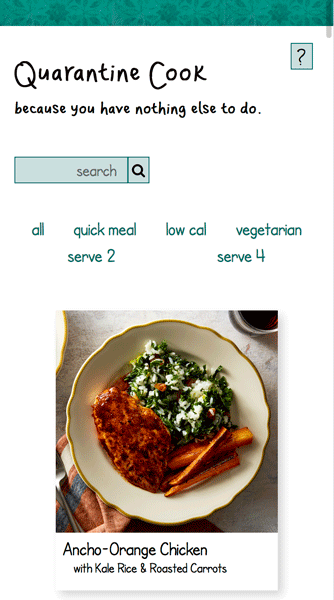 ?
Quarantine Cook
because you have nothing else to do.
search
all quick meal low cal vegetarian
serve 2 serve 4
Ancho-Orange Chicken
with Kale Rice & Roasted Carrots